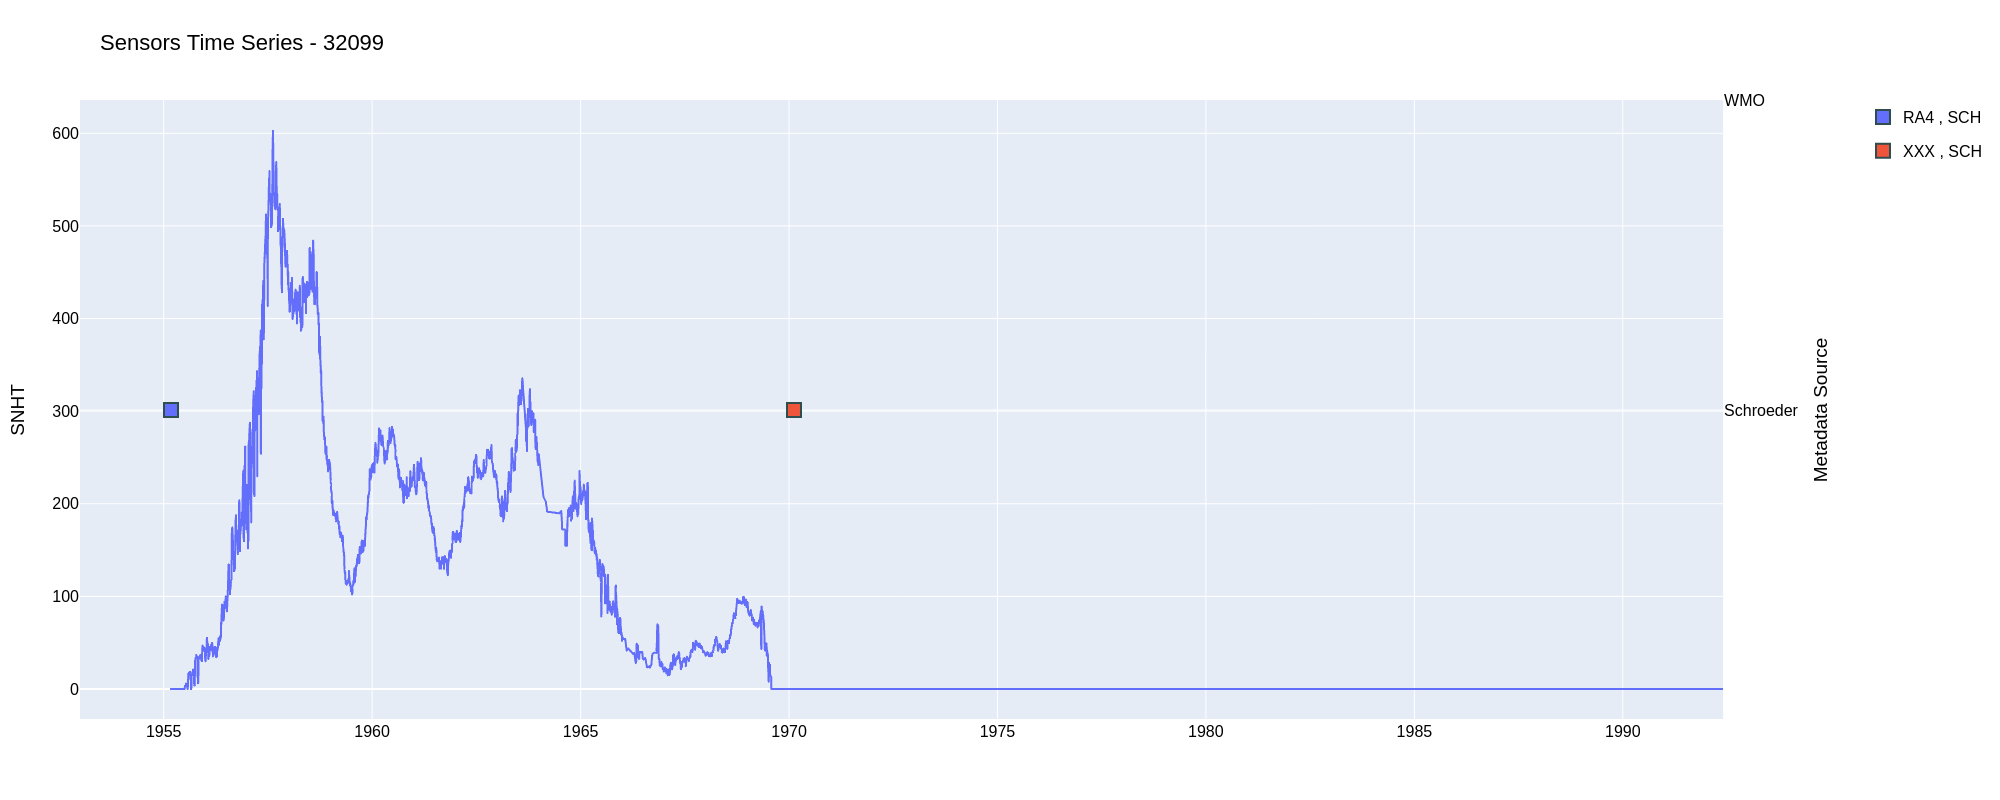 Sensors Time Series - 32099
WMO
RA4 , SCH
XXX , SCH
600
500
400
300
200
100
0
SNHT
Schroeder
Metadata Source
1955
1960
1965
1970
1975
1980
1985
1990